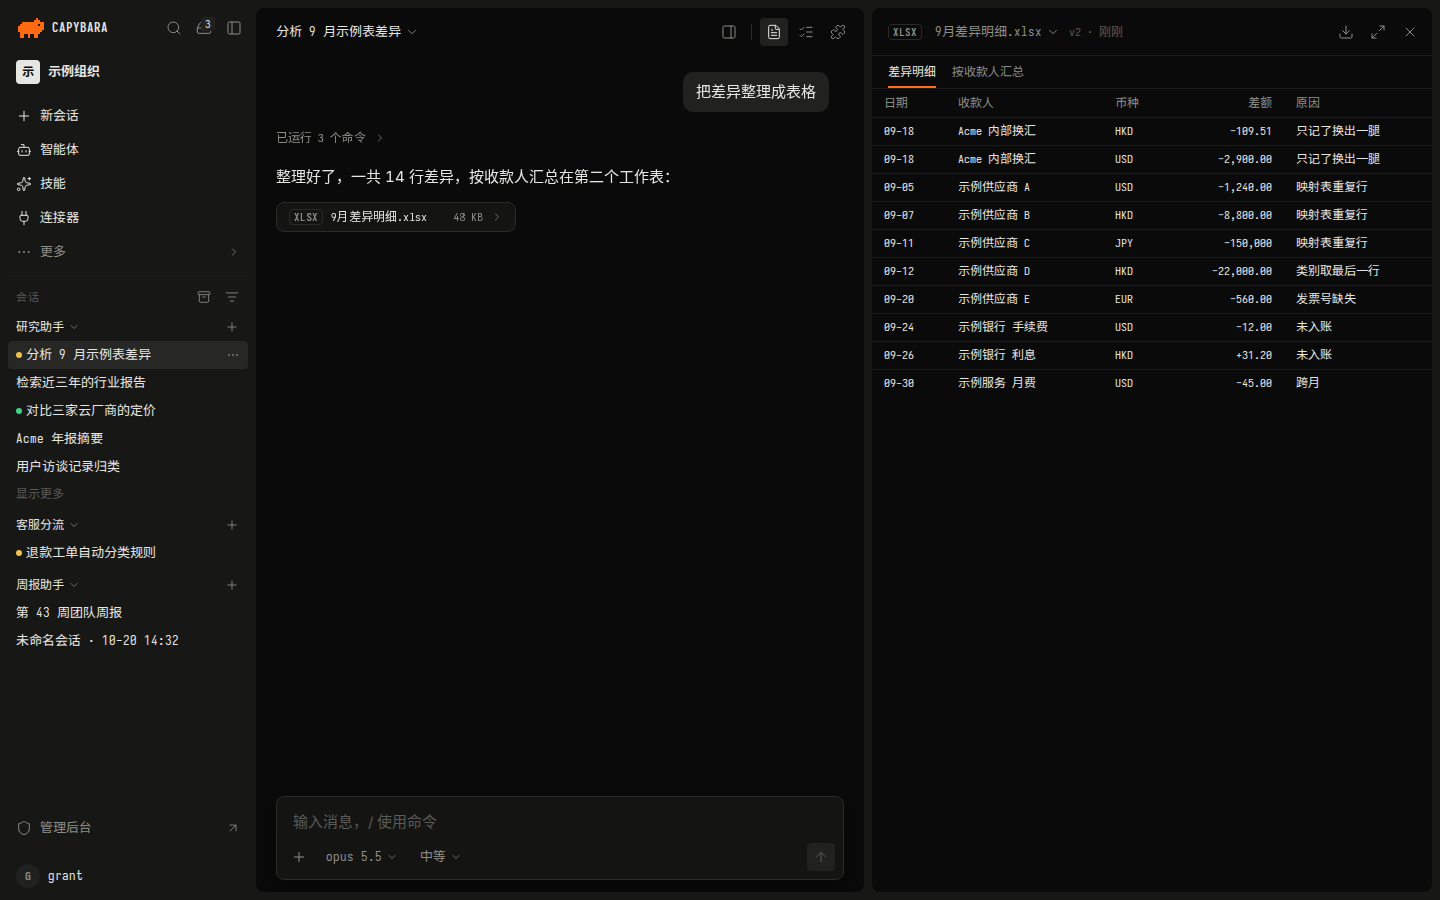 CAPYBARA
3
示 示例组织
新会话
智能体
技能
连接器
更多
会话
研究助手
分析 9 月示例表差异
检索近三年的行业报告
对比三家云厂商的定价
Acme 年报摘要
用户访谈记录归类
显示更多
客服分流
退款工单自动分类规则
周报助手
第 43 周团队周报
未命名会话 · 10-20 14:32
管理后台
G grant
分析 9 月示例表差异
把差异整理成表格
已运行 3 个命令
整理好了，一共 14 行差异，按收款人汇总在第二个工作表：
XLSX 9月差异明细.xlsx 48 KB
输入消息，/ 使用命令
opus 5.5 中等
XLSX 9月差异明细.xlsx v2 · 刚刚
差异明细 按收款人汇总
日期 收款人 币种 差额 原因
09-18 Acme 内部换汇 HKD -109.51 只记了换出一腿
09-18 Acme 内部换汇 USD -2,900.00 只记了换出一腿
09-05 示例供应商 A USD -1,240.00 映射表重复行
09-07 示例供应商 B HKD -8,800.00 映射表重复行
09-11 示例供应商 C JPY -150,000 映射表重复行
09-12 示例供应商 D HKD -22,000.00 类别取最后一行
09-20 示例供应商 E EUR -560.00 发票号缺失
09-24 示例银行 手续费 USD -12.00 未入账
09-26 示例银行 利息 HKD +31.20 未入账
09-30 示例服务 月费 USD -45.00 跨月